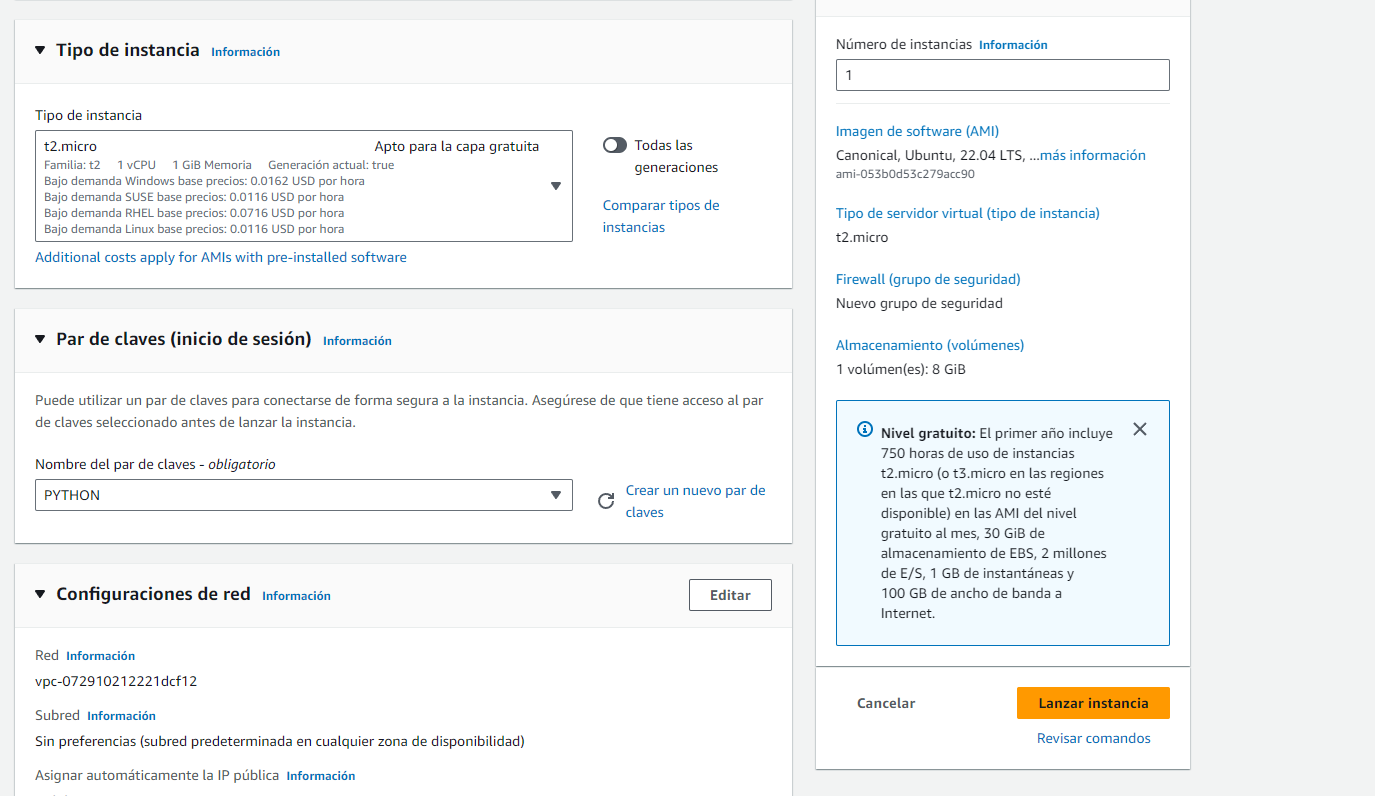 Tipo de instancia Información
Tipo de instancia
t2.micro Apto para la capa gratuita
Familia: t2 1 vCPU 1 GiB Memoria Generación actual: true
Bajo demanda Windows base precios: 0.0162 USD por hora
Bajo demanda SUSE base precios: 0.0116 USD por hora
Bajo demanda RHEL base precios: 0.0716 USD por hora
Bajo demanda Linux base precios: 0.0116 USD por hora
Todas las
generaciones
Comparar tipos de
instancias
Additional costs apply for AMIs with pre-installed software
Par de claves (inicio de sesión) Información
Puede utilizar un par de claves para conectarse de forma segura a la instancia. Asegúrese de que tiene acceso al par
de claves seleccionado antes de lanzar la instancia.
Nombre del par de claves - obligatorio
PYTHON
Crear un nuevo par de
claves
Configuraciones de red Información
Editar
Red Información
vpc-072910212221dcf12
Subred Información
Sin preferencias (subred predeterminada en cualquier zona de disponibilidad)
Asignar automáticamente la IP pública Información
Número de instancias Información
1
Imagen de software (AMI)
Canonical, Ubuntu, 22.04 LTS, ...más información
ami-053b0d53c279acc90
Tipo de servidor virtual (tipo de instancia)
t2.micro
Firewall (grupo de seguridad)
Nuevo grupo de seguridad
Almacenamiento (volúmenes)
1 volúmen(es): 8 GiB
Nivel gratuito: El primer año incluye
750 horas de uso de instancias
t2.micro (o t3.micro en las regiones
en las que t2.micro no esté
disponible) en las AMI del nivel
gratuito al mes, 30 GiB de
almacenamiento de EBS, 2 millones
de E/S, 1 GB de instantáneas y
100 GB de ancho de banda a
Internet.
Cancelar
Lanzar instancia
Revisar comandos